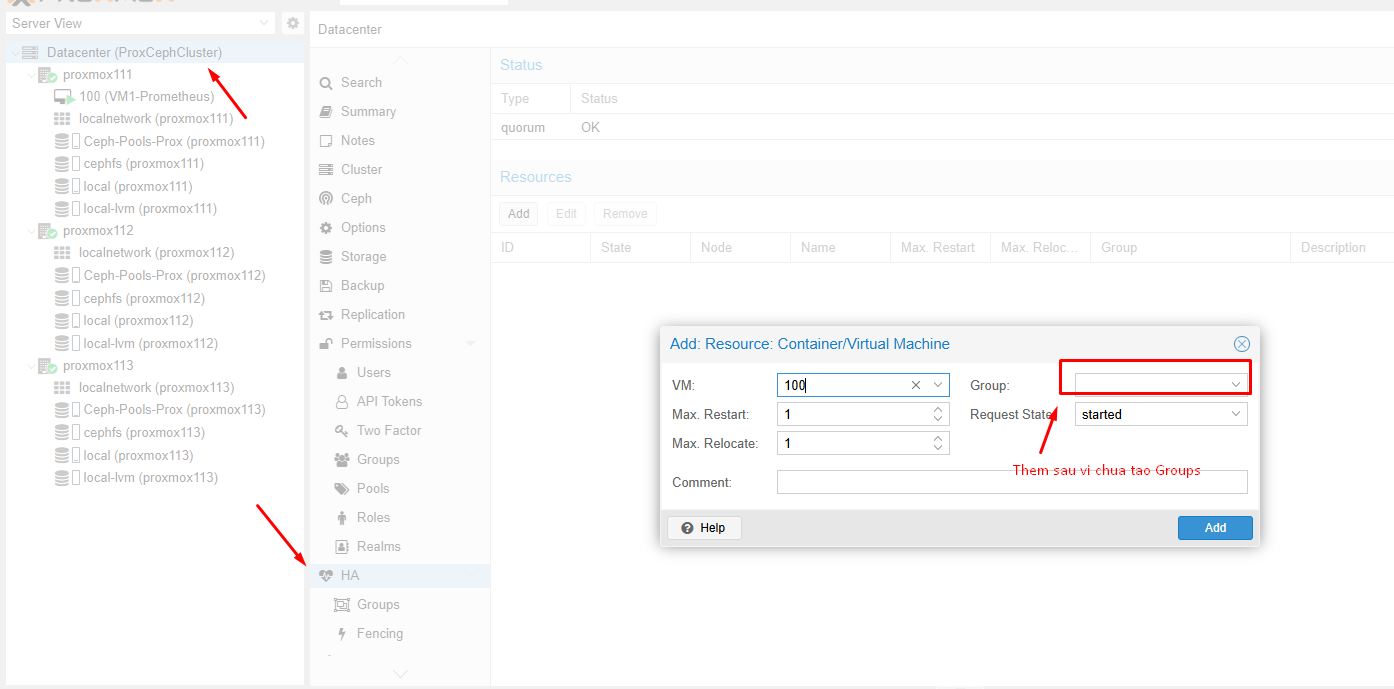 Server View
Datacenter
Datacenter (ProxCephCluster)
proxmox111
100 (VM1-Prometheus)
localnetwork (proxmox111)
Ceph-Pools-Prox (proxmox111)
cephfs (proxmox111)
local (proxmox111)
local-lvm (proxmox111)
proxmox112
localnetwork (proxmox112)
Ceph-Pools-Prox (proxmox112)
cephfs (proxmox112)
local (proxmox112)
local-lvm (proxmox112)
proxmox113
localnetwork (proxmox113)
Ceph-Pools-Prox (proxmox113)
cephfs (proxmox113)
local (proxmox113)
local-lvm (proxmox113)
Search
Summary
Notes
Cluster
Ceph
Options
Storage
Backup
Replication
Permissions
Users
API Tokens
Two Factor
Groups
Pools
Roles
Realms
HA
Groups
Fencing
Status
Type Status
quorum OK
Resources
Add Edit Remove
ID State Node Name Max. Restart Max. Reloc... Group Description
Add: Resource: Container/Virtual Machine
VM: 100 Group:
Max. Restart: 1 Request State: started
Max. Relocate: 1
Them sau vi chua tao Groups
Comment:
Help Add